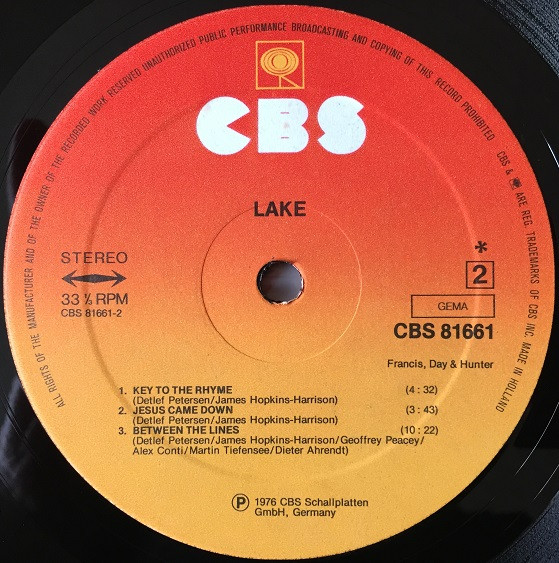 ALL RIGHTS OF THE MANUFACTURER AND OF THE OWNER OF THE RECORDED WORK RESERVED UNAUTHORIZED PUBLIC PERFORMANCE BROADCASTING AND COPYING OF THIS RECORD PROHIBITED CBS & ARE REG. TRADEMARKS OF CBS INC. MADE IN HOLLAND
CBS
LAKE
STEREO
33 ⅓ RPM
CBS 81661-2
*
2
GEMA
CBS 81661
Francis, Day & Hunter
1. KEY TO THE RHYME (4:32)
(Detlef Petersen/James Hopkins-Harrison)
2. JESUS CAME DOWN (3:43)
(Detlef Petersen/James Hopkins-Harrison)
3. BETWEEN THE LINES (10:22)
(Detlef Petersen/James Hopkins-Harrison/Geoffrey Peacey/
Alex Conti/Martin Tiefensee/Dieter Ahrendt)
℗ 1976 CBS Schallplatten
GmbH, Germany